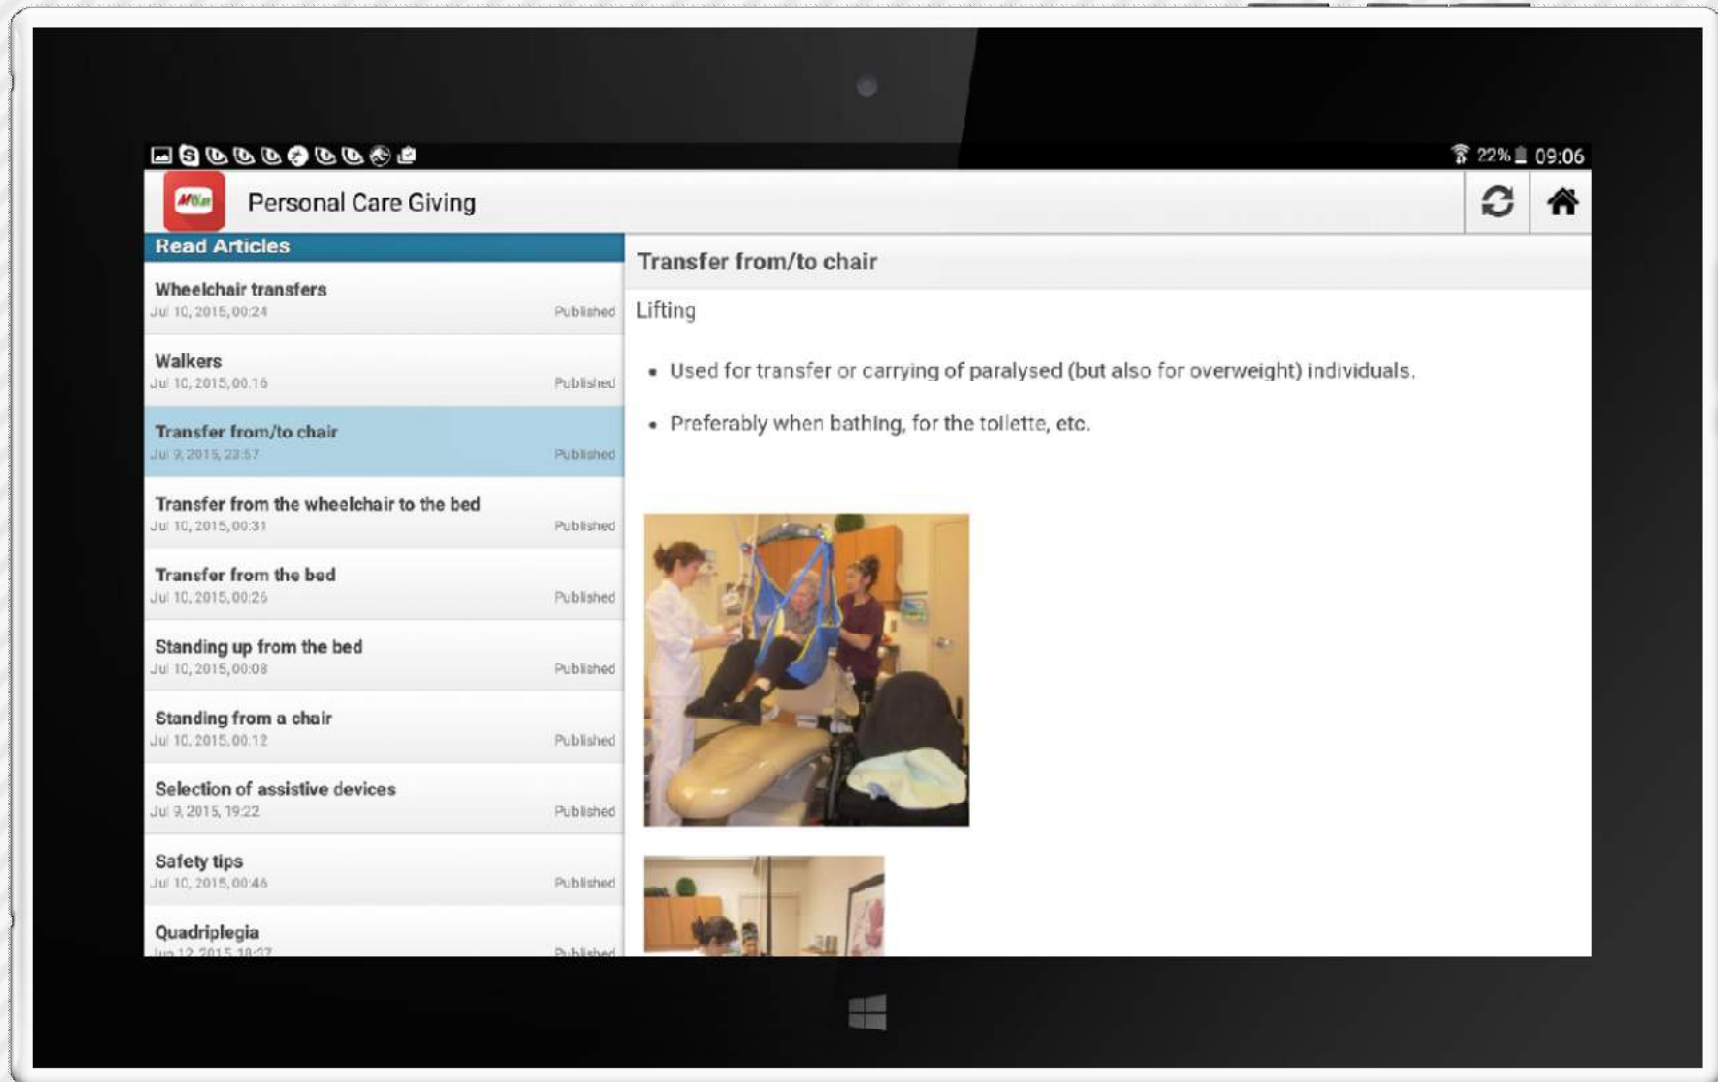 22% 09:06
Personal Care Giving
Read Articles
Wheelchair transfers
Jul 10, 2015, 00:24 Published
Walkers
Jul 10, 2015, 00:16 Published
Transfer from/to chair
Jul 9, 2015, 23:57 Published
Transfer from the wheelchair to the bed
Jul 10, 2015, 00:31 Published
Transfer from the bed
Jul 10, 2015, 00:26 Published
Standing up from the bed
Jul 10, 2015, 00:08 Published
Standing from a chair
Jul 10, 2015, 00:12 Published
Selection of assistive devices
Jul 9, 2015, 19:22 Published
Safety tips
Jul 10, 2015, 00:46 Published
Quadriplegia
Jun 12, 2015, Published
Transfer from/to chair
Lifting
• Used for transfer or carrying of paralysed (but also for overweight) individuals.
• Preferably when bathing, for the toilette, etc.